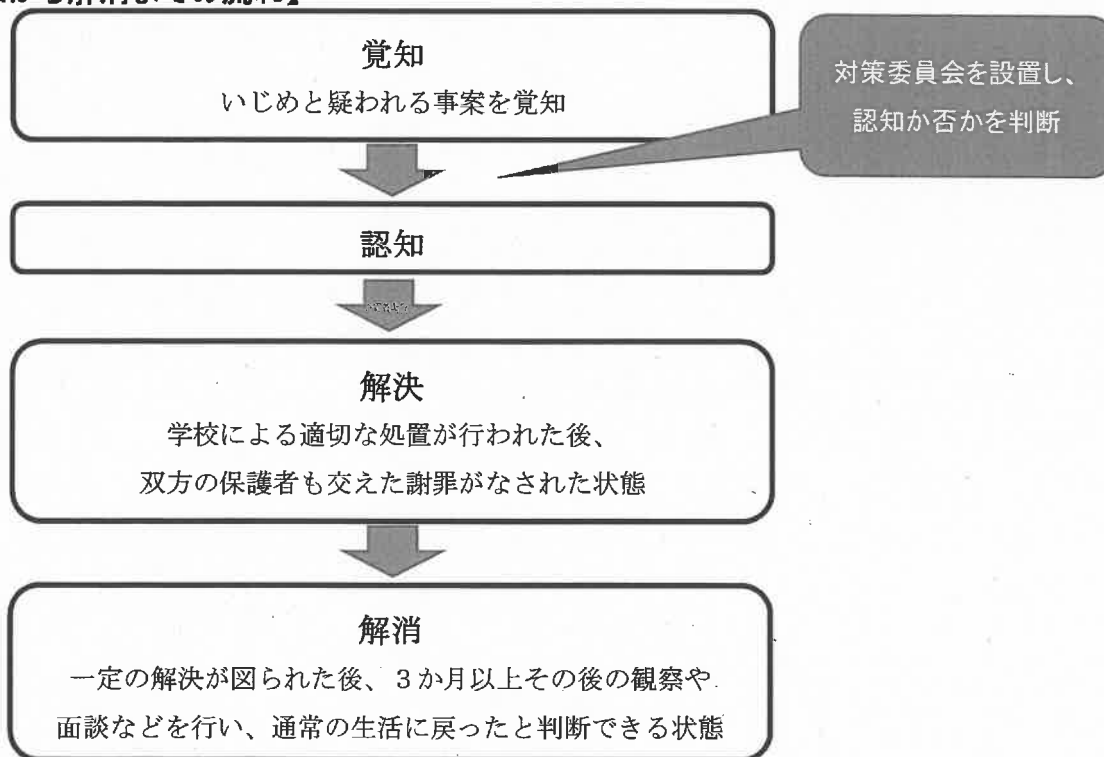 覚知
いじめと疑われる事案を覚知
対策委員会を設置し、
認知か否かを判断
認知
解決
学校による適切な処置が行われた後、
双方の保護者も交えた謝罪がなされた状態
解消
一定の解決が図られた後、３か月以上その後の観察や
面談などを行い、通常の生活に戻ったと判断できる状態